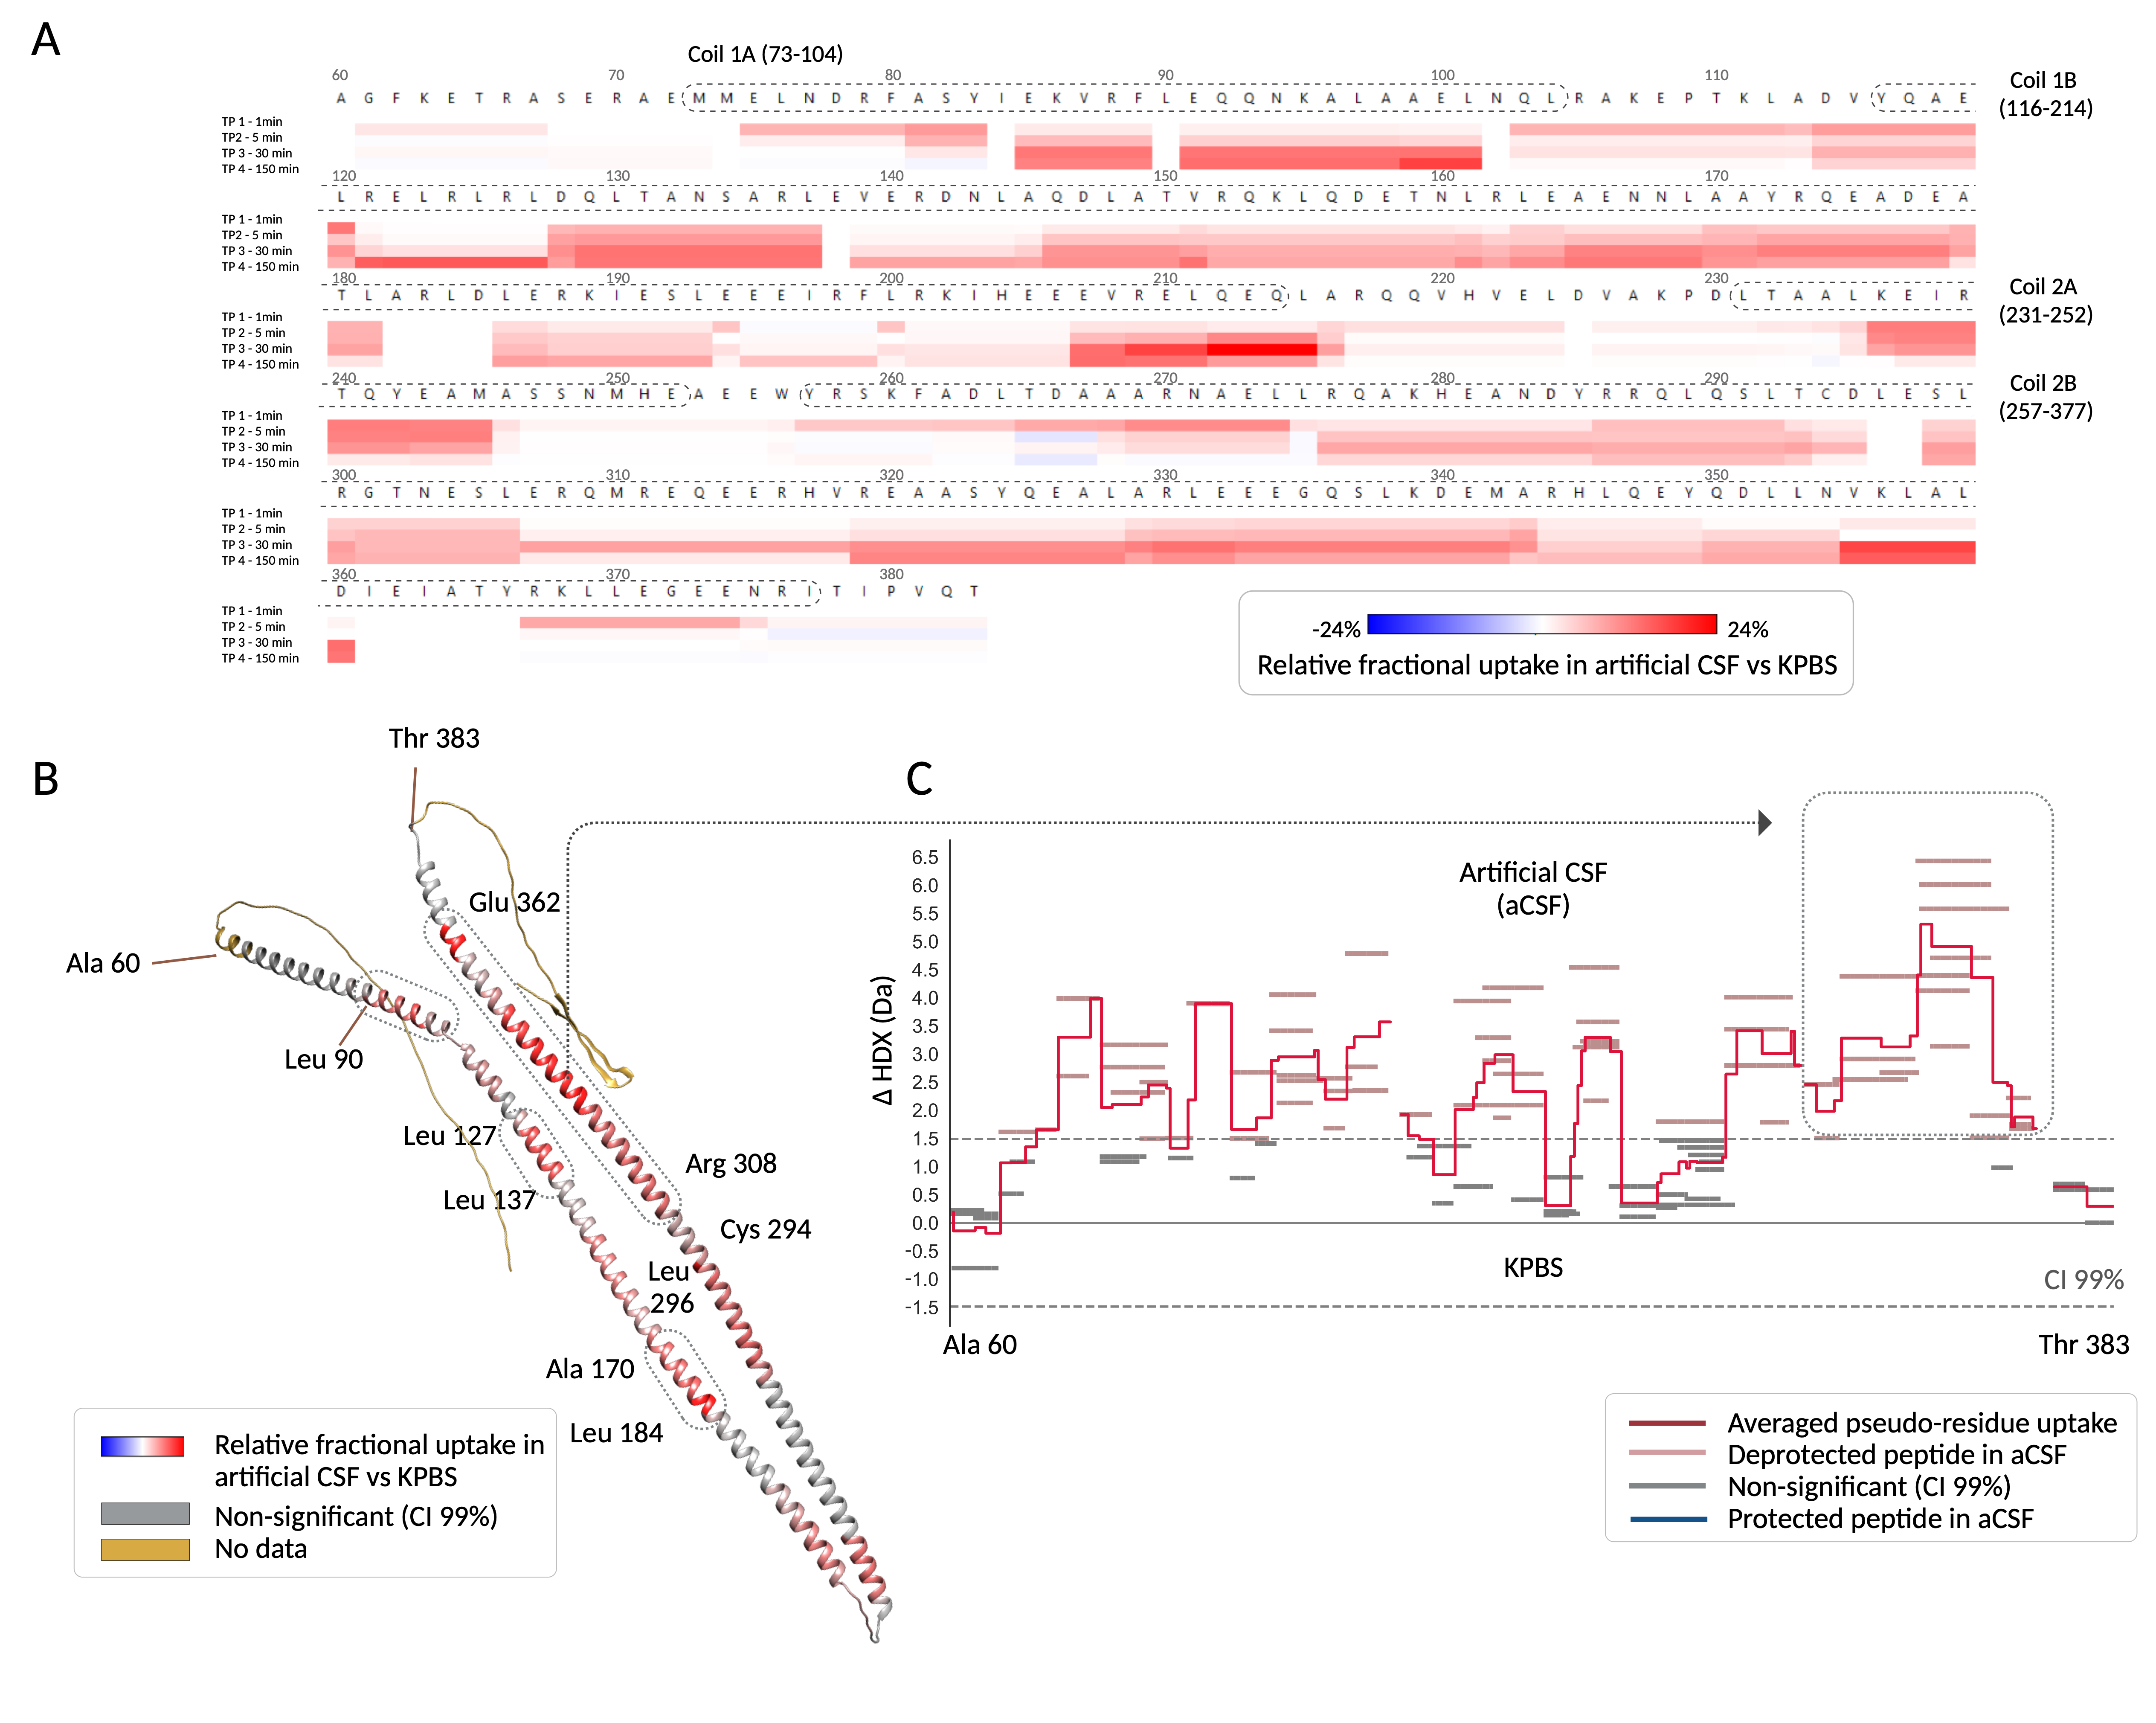 A
Coil 1A (73-104)
60 70 80 90 100 110
A G F K E T R A S E R A E M M E L N D R F A S Y I E K V R F L E Q Q N K A L A A E L N Q L R A K E P T K L A D V Y Q A E
Coil 1B
(116-214)
TP 1 - 1min
TP2 - 5 min
TP 3 - 30 min
TP 4 - 150 min
120 130 140 150 160 170
L R E L R L R L D Q L T A N S A R L E V E R D N L A Q D L A T V R Q K L Q D E T N L R L E A E N N L A A Y R Q E A D E A
TP 1 - 1min
TP2 - 5 min
TP 3 - 30 min
TP 4 - 150 min
180 190 200 210 220 230
T L A R L D L E R K I E S L E E E I R F L R K I H E E E V R E L Q E Q L A R Q Q V H V E L D V A K P D L T A A L K E I R
Coil 2A
(231-252)
TP 1 - 1min
TP 2 - 5 min
TP 3 - 30 min
TP 4 - 150 min
240 250 260 270 280 290
T Q Y E A M A S S N M H E A E E W Y R S K F A D L T D A A A R N A E L L R Q A K H E A N D Y R R Q L Q S L T C D L E S L
Coil 2B
(257-377)
TP 1 - 1min
TP 2 - 5 min
TP 3 - 30 min
TP 4 - 150 min
300 310 320 330 340 350
R G T N E S L E R Q M R E Q E E R H V R E A A S Y Q E A L A R L E E E G Q S L K D E M A R H L Q E Y Q D L L N V K L A L
TP 1 - 1min
TP 2 - 5 min
TP 3 - 30 min
TP 4 - 150 min
360 370 380
D I E I A T Y R K L L E G E E N R I T I P V Q T
TP 1 - 1min
TP 2 - 5 min
TP 3 - 30 min
TP 4 - 150 min
-24% 24%
Relative fractional uptake in artificial CSF vs KPBS
B
Thr 383
Glu 362
Ala 60
Leu 90
Leu 127
Leu 137
Arg 308
Cys 294
Leu
296
Ala 170
Leu 184
Relative fractional uptake in
artificial CSF vs KPBS
Non-significant (CI 99%)
No data
C
Δ HDX (Da)
6.5
6.0
5.5
5.0
4.5
4.0
3.5
3.0
2.5
2.0
1.5
1.0
0.5
0.0
-0.5
-1.0
-1.5
Artificial CSF
(aCSF)
KPBS
CI 99%
Ala 60
Thr 383
Averaged pseudo-residue uptake
Deprotected peptide in aCSF
Non-significant (CI 99%)
Protected peptide in aCSF